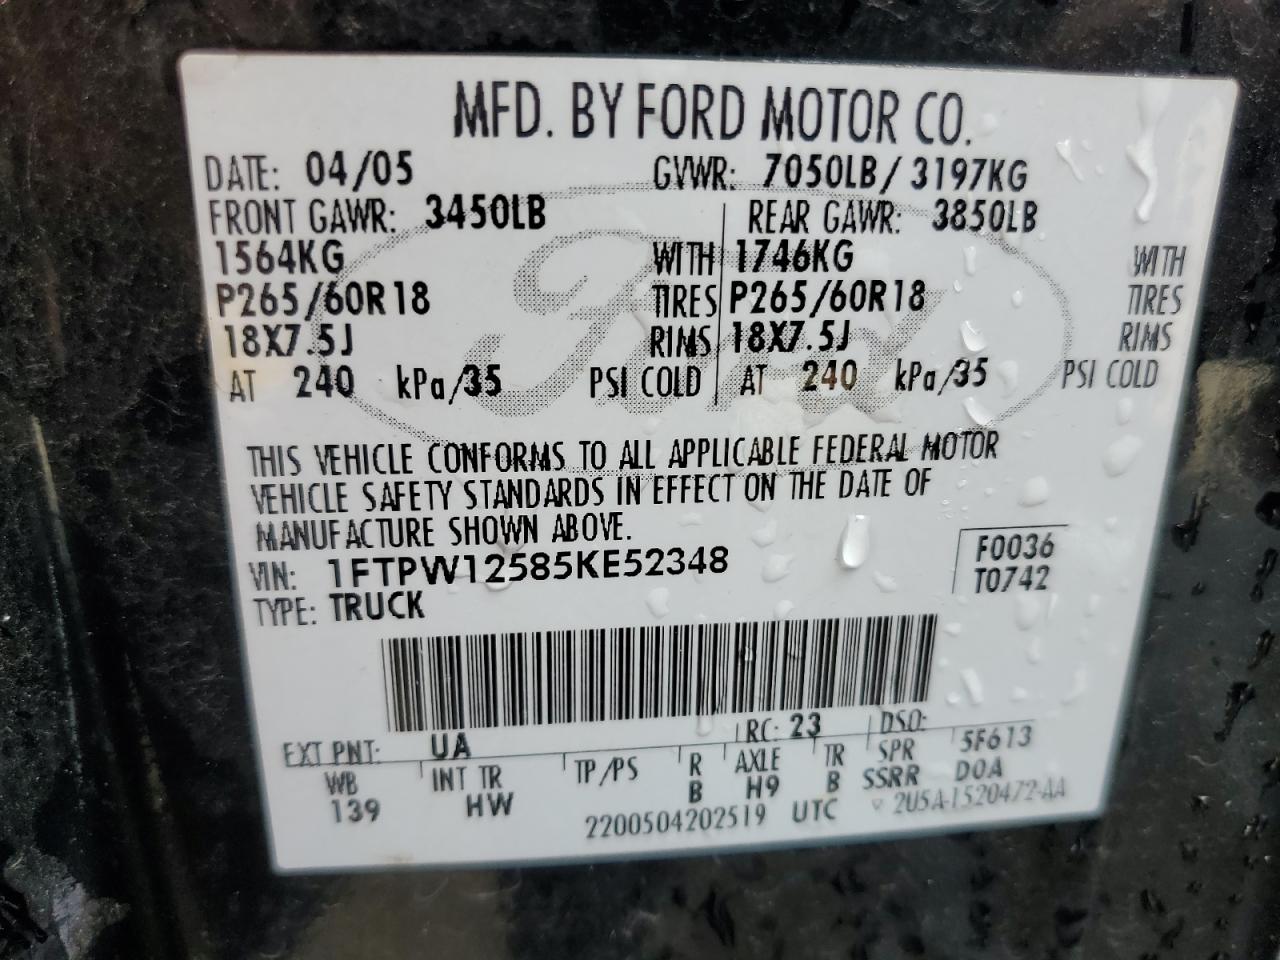 MFD. BY FORD MOTOR CO.
DATE: 04/05 GVWR: 7050LB / 3197KG
FRONT GAWR: 3450LB REAR GAWR: 3850LB
1564KG WITH 1746KG WITH
P265/60R18 TIRES P265/60R18 TIRES
18X7.5J RIMS 18X7.5J RIMS
AT 240 kPa/35 PSI COLD AT 240 kPa/35 PSI COLD
Ford
THIS VEHICLE CONFORMS TO ALL APPLICABLE FEDERAL MOTOR
VEHICLE SAFETY STANDARDS IN EFFECT ON THE DATE OF
MANUFACTURE SHOWN ABOVE.
VIN: 1FTPW12585KE52348 F0036
TYPE: TRUCK T0742
EXT PNT: UA RC: 23 DSO:
WB INT TR TP/PS R AXLE TR SPR 5F613
139 HW B H9 B SSRR D0A
2200504202519 UTC ▽ 2U5A-1520472-AA